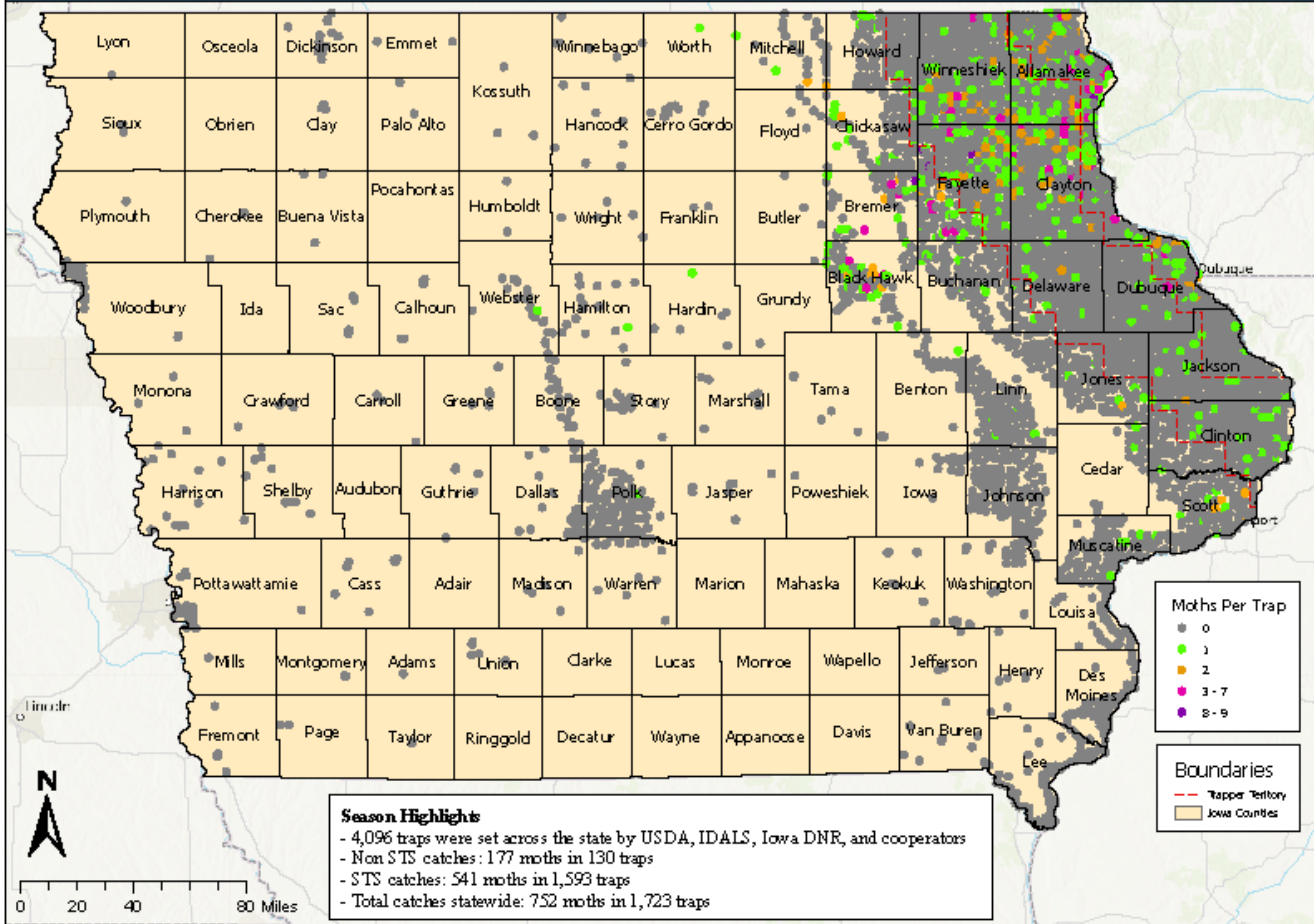 Lyon Osceola Dickinson Emmet Winnebago Worth Mitchell Howard Winneshiek Allamakee
Kossuth
Sioux Obrien Clay Palo Alto Hancock Cerro Gordo Floyd Chickasaw
Plymouth Cherokee Buena Vista Pocahontas Humboldt Wright Franklin Butler Bremer Fayette Clayton
Woodbury Ida Sac Calhoun Webster Hamilton Hardin Grundy Black Hawk Buchanan Delaware Dubuque Dubuque
Monona Crawford Carroll Greene Boone Story Marshall Tama Benton Linn Jones Jackson
Clinton
Harrison Shelby Audubon Guthrie Dallas Polk Jasper Poweshiek Iowa Johnson Cedar Scott
port
Muscatine
Pottawattamie Cass Adair Madison Warren Marion Mahaska Keokuk Washington Louisa
Mills Montgomery Adams Union Clarke Lucas Monroe Wapello Jefferson Henry Des
Moines
Lincoln
Fremont Page Taylor Ringgold Decatur Wayne Appanoose Davis Van Buren Lee
Moths Per Trap
0
1
2
3 - 7
8 - 9
Boundaries
Trapper Territory
Iowa Counties
N
0 20 40 80 Miles
Season Highlights
- 4,096 traps were set across the state by USDA, IDALS, Iowa DNR, and cooperators
- Non STS catches: 177 moths in 130 traps
- STS catches: 541 moths in 1,593 traps
- Total catches statewide: 752 moths in 1,723 traps